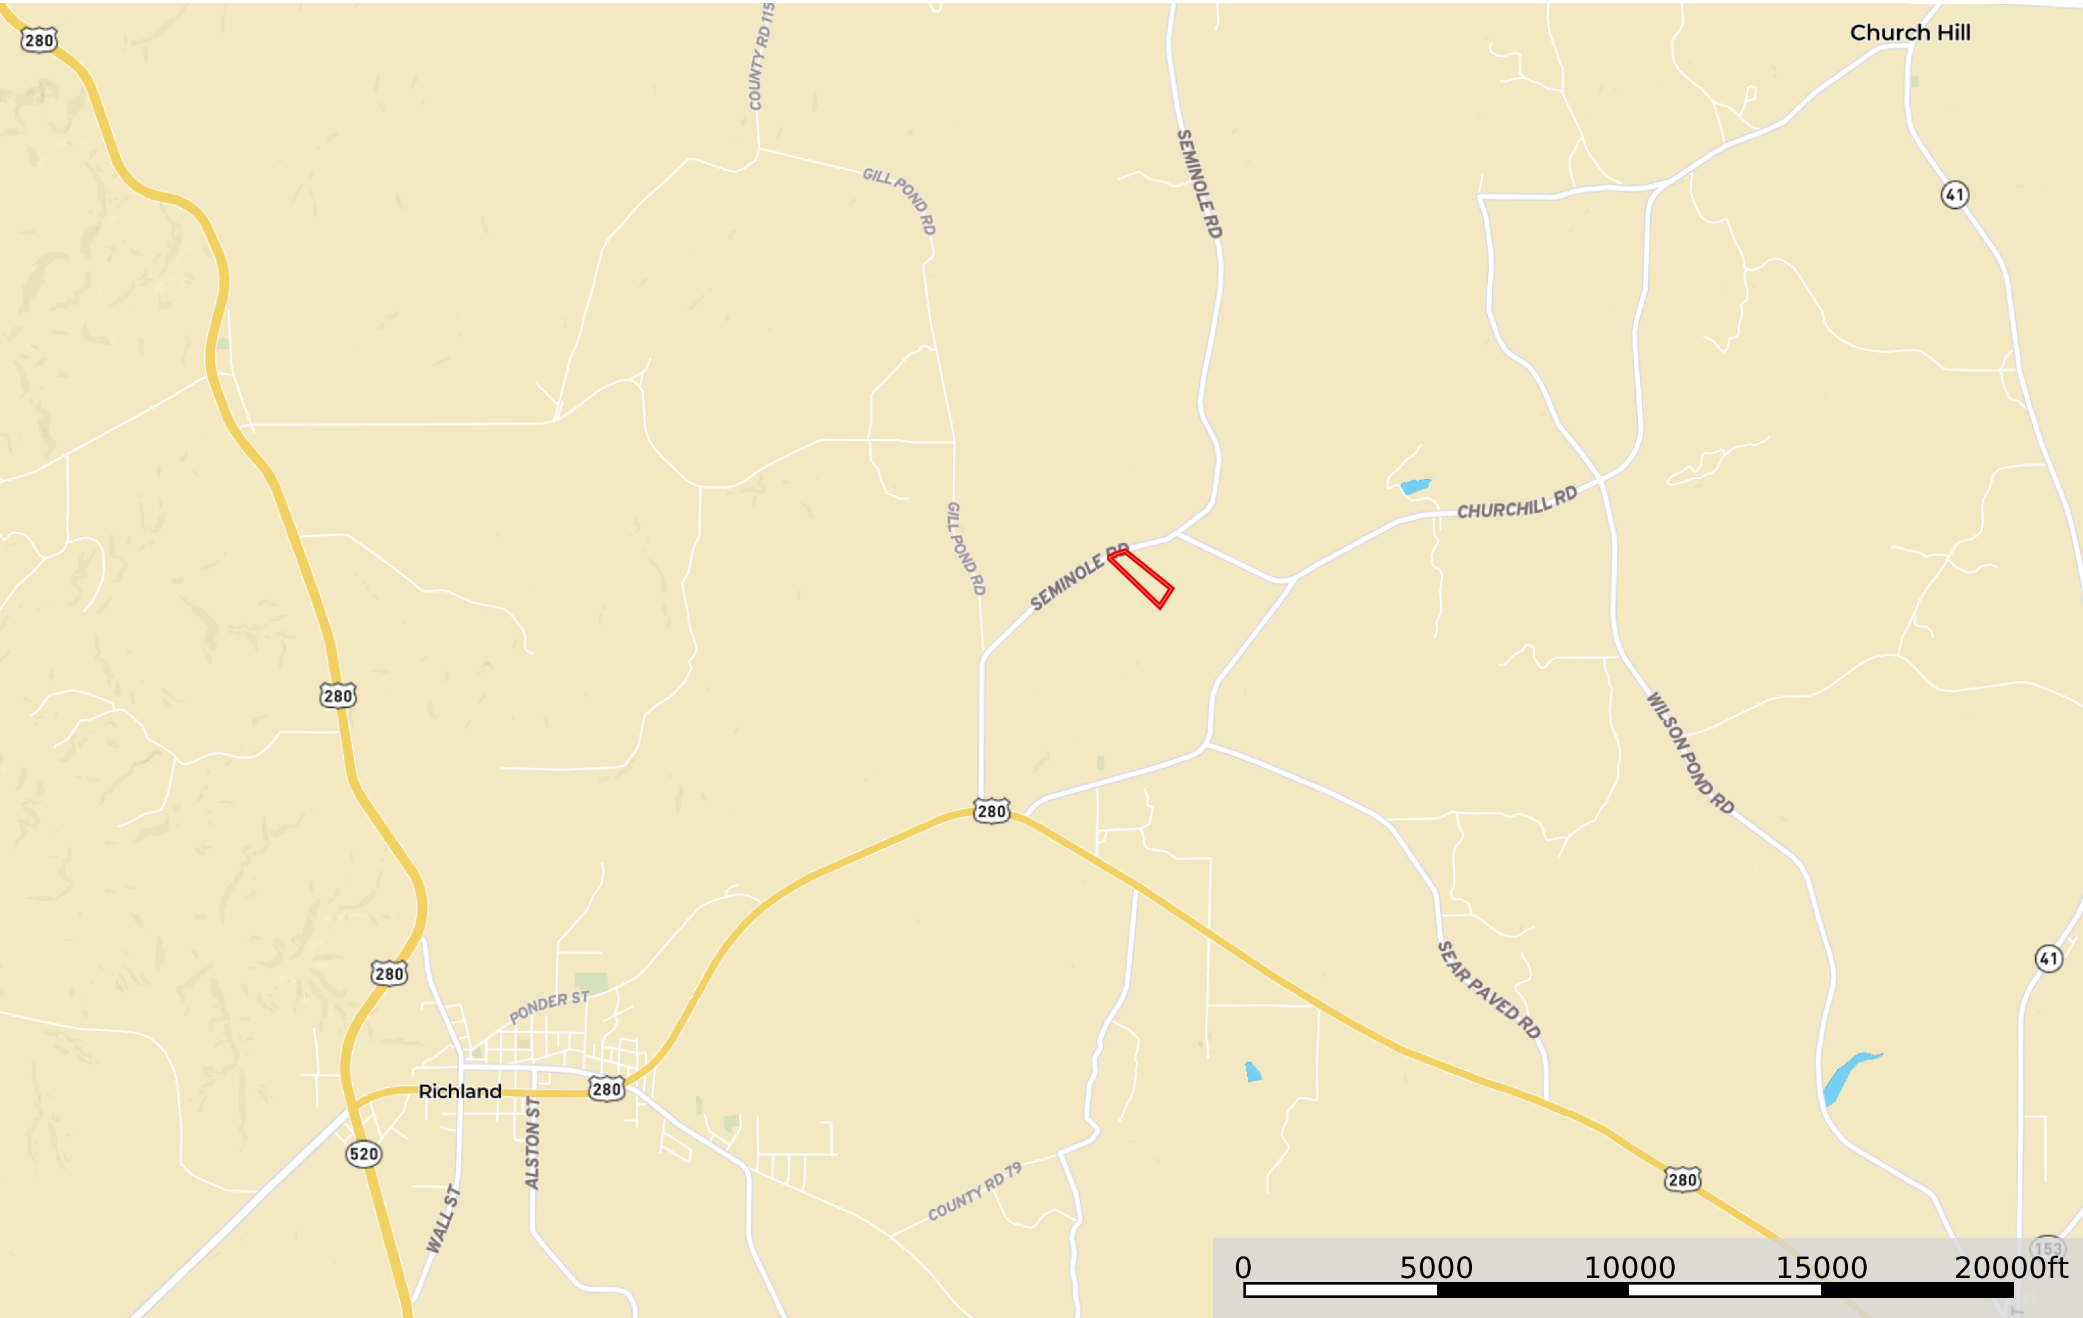 Church Hill
280
COUNTY RD 115
SEMINOLE RD
GILL POND RD
41
CHURCHILL RD
GILL POND RD
SEMINOLE RD
280
WILSON POND RD
280
SEAR PAVED RD
41
280
PONDER ST
Richland
280
ALSTON ST
520
WALL ST
COUNTY RD 79
280
153
0 5000 10000 15000 20000ft
T